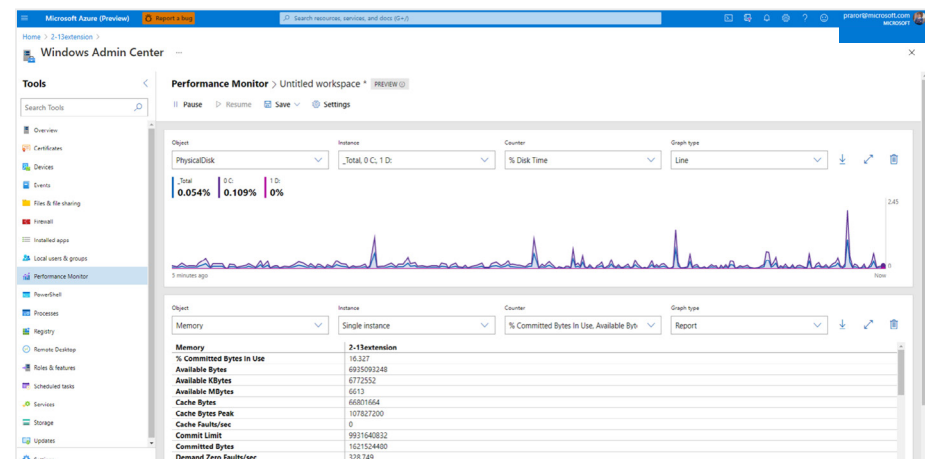 Microsoft Azure (Preview) Report a bug Search resources, services, and docs (G+/) praror@microsoft.com
MICROSOFT
Home > 2-13extension >
Windows Admin Center ...
Tools
Performance Monitor > Untitled workspace * PREVIEW
Pause Resume Save Settings
Search Tools
Overview
Certificates
Devices
Events
Files & file sharing
Firewall
Installed apps
Local users & groups
Performance Monitor
PowerShell
Processes
Registry
Remote Desktop
Roles & features
Scheduled tasks
Services
Storage
Updates
Object Instance Counter Graph type
PhysicalDisk _Total, 0 C:, 1 D: % Disk Time Line
_Total 0 C: 1 D:
0.054% 0.109% 0%
2.45
0
3 minutes ago Now
Object Instance Counter Graph type
Memory Single instance % Committed Bytes In Use, Available Byt Report
Memory 2-13extension
% Committed Bytes In Use 16.327
Available Bytes 6935093248
Available KBytes 6772552
Available MBytes 6613
Cache Bytes 66801664
Cache Bytes Peak 107827200
Cache Faults/sec 0
Commit Limit 9931640832
Committed Bytes 1621524480
Demand Zero Faults/sec 328.749